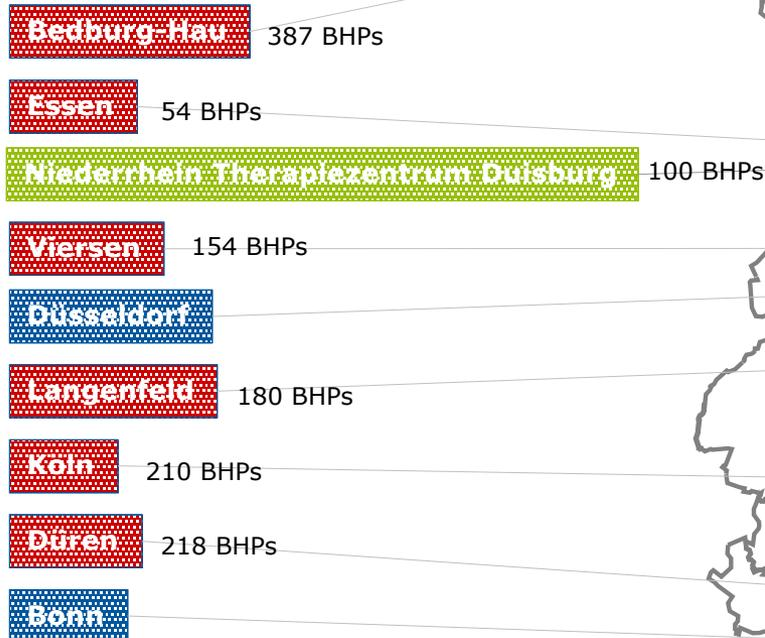 Bedburg-Hau 387 BHPs
Essen 54 BHPs
Niederrhein Therapiezentrum Duisburg 100 BHPs
Viersen 154 BHPs
Düsseldorf
Langenfeld 180 BHPs
Köln 210 BHPs
Düren 218 BHPs
Bonn